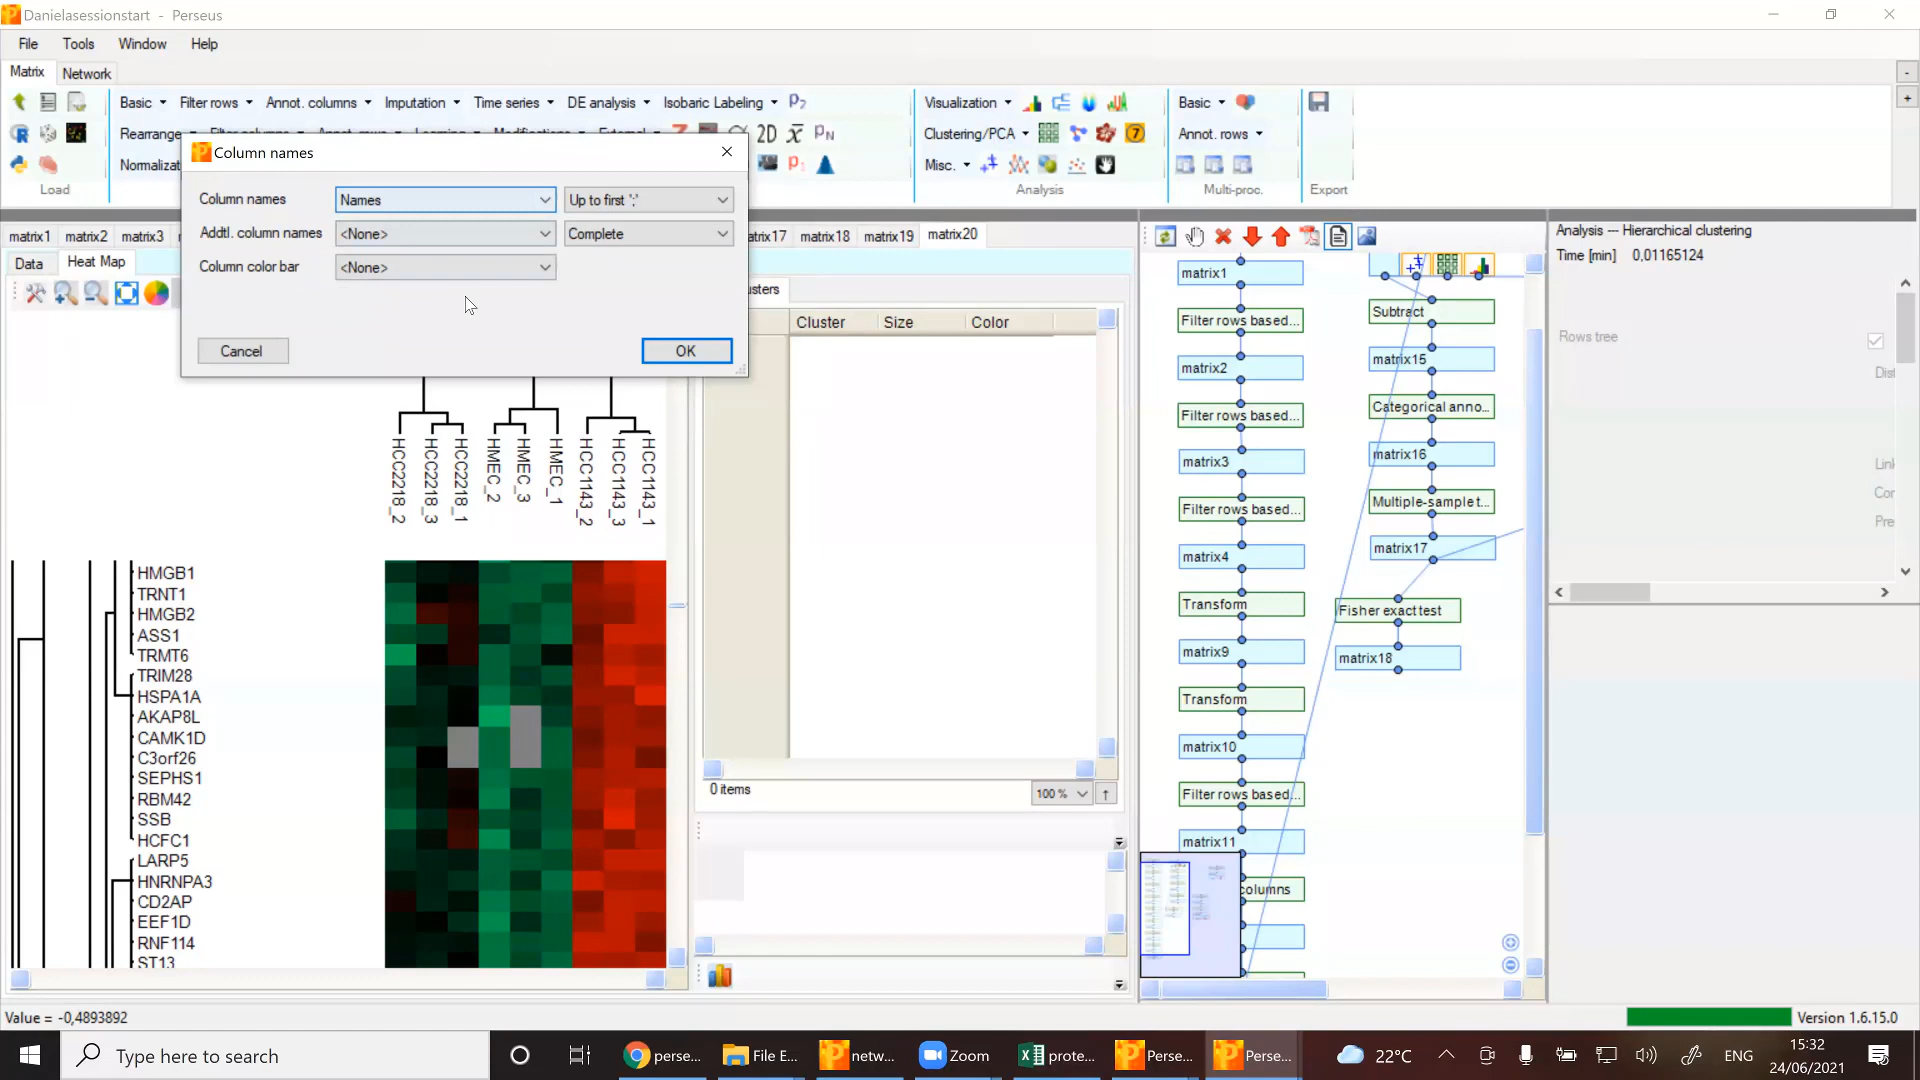 Danielasessionstart - Perseus
File Tools Window Help
Matrix Network
Basic Filter rows Annot. columns Imputation Time series DE analysis Isobaric Labeling p2
Visualization
Basic
Rearrange
2D x pN
Clustering/PCA
Annot. rows
Normalizat
p1
Misc.
Load
Analysis
Multi-proc.
Export
Column names
Column names Names Up to first ';'
Addtl. column names <None> Complete
Column color bar <None>
Cancel OK
matrix1 matrix2 matrix3
matrix18 matrix19 matrix20
Data Heat Map
Cluster Size Color
HCC2218_2
HCC2218_3
HCC2218_1
HMEC_2
HMEC_3
HMEC_1
HCC1143_2
HCC1143_3
HCC1143_1
HMGB1
TRNT1
HMGB2
ASS1
TRMT6
TRIM28
HSPA1A
AKAP8L
CAMK1D
C3orf26
SEPHS1
RBM42
SSB
HCFC1
LARP5
HNRNPA3
CD2AP
EEF1D
RNF114
ST13
0 items
100 %
matrix1
Filter rows based...
matrix2
Filter rows based...
matrix3
Filter rows based...
matrix4
Transform
matrix9
Transform
matrix10
Filter rows based...
matrix11
columns
Subtract
matrix15
Categorical anno...
matrix16
Multiple-sample t...
matrix17
Fisher exact test
matrix18
Analysis --- Hierarchical clustering
Time [min] 0,01165124
Rows tree
Dist
Link
Cor
Pre
Value = -0,4893892
Version 1.6.15.0
Type here to search
perse...
File E...
netw...
Zoom
prote...
Perse...
Perse...
22°C
ENG
15:32
24/06/2021